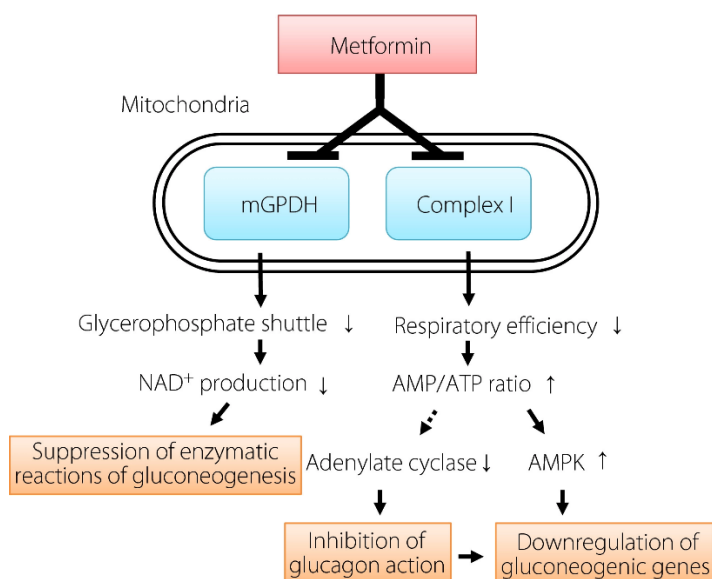 Metformin
Mitochondria
mGPDH
Complex I
Glycerophosphate shuttle ↓
Respiratory efficiency ↓
NAD⁺ production ↓
AMP/ATP ratio ↑
Suppression of enzymatic
reactions of gluconeogenesis
Adenylate cyclase ↓
AMPK ↑
Inhibition of
glucagon action
Downregulation of
gluconeogenic genes